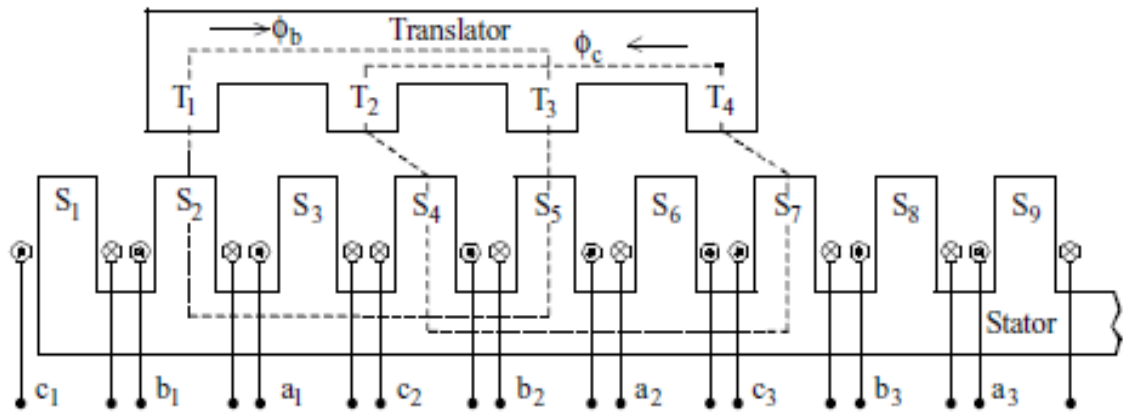 ϕb Translator
ϕc
T1 T2 T3 T4
S1 S2 S3 S4 S5 S6 S7 S8 S9
Stator
c1 b1 a1 c2 b2 a2 c3 b3 a3